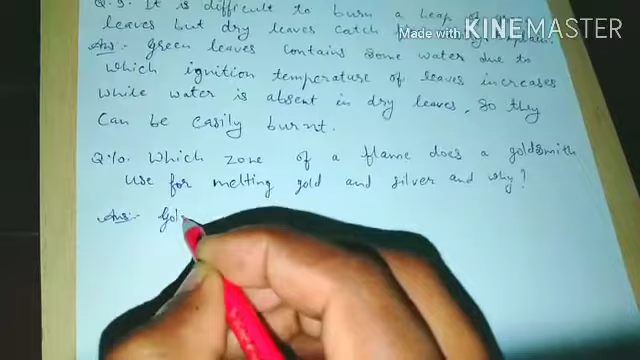 Q.9. It is difficult to burn a heap of
leaves but dry leaves catch
Made with KINEMASTER
Ans:- Green leaves contains some water due to
which ignition temperature of leaves increases
while water is absent in dry leaves, So they
can be easily burnt.
Q10. Which zone of a flame does a goldsmith
use for melting gold and silver and why?
Ans:- Gol